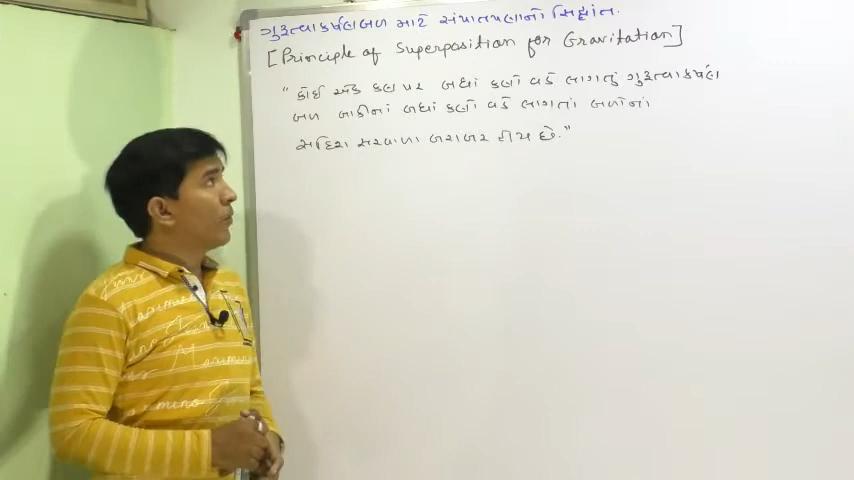 ગુરુત્વાકર્ષણબળ માટે સંપાતપણાનો સિદ્ધાંત.
[Principle of Superposition for Gravitation]
"કોઈ એક કણ પર બધાં કણો વડે લાગતું ગુરુત્વાકર્ષણ
બળ બાકીનાં બધાં કણો વડે લાગતાં બળોના
સદિશ સરવાળા બરાબર હોય છે."